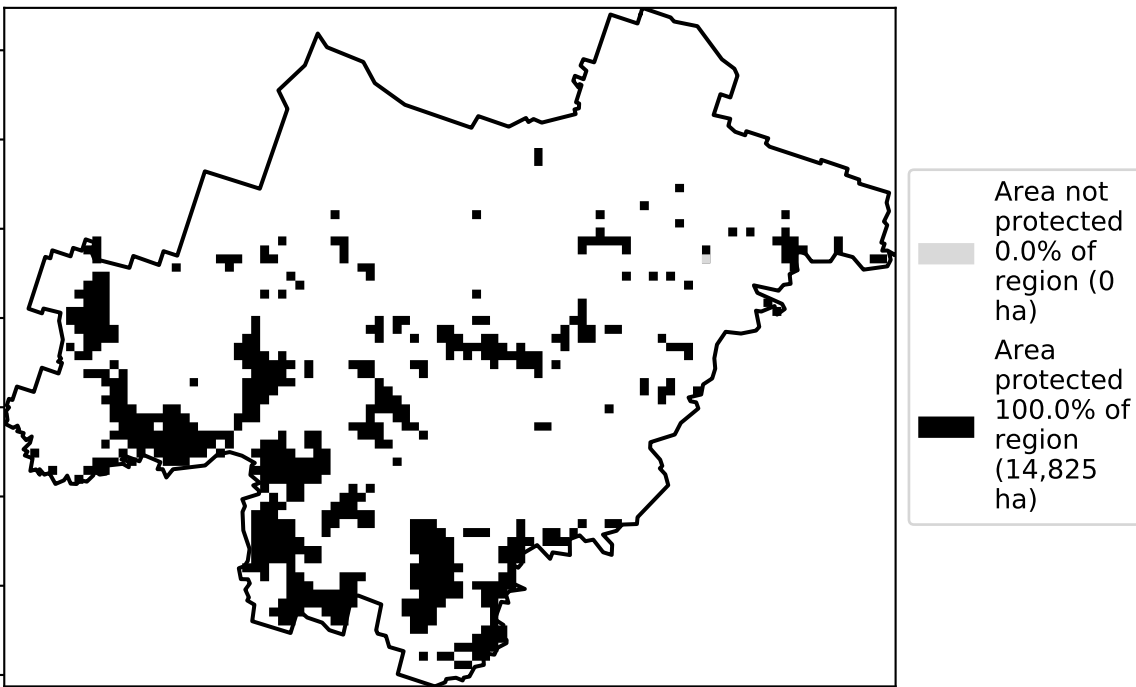 Area not
protected
0.0% of
region (0
ha)
Area
protected
100.0% of
region
(14,825
ha)